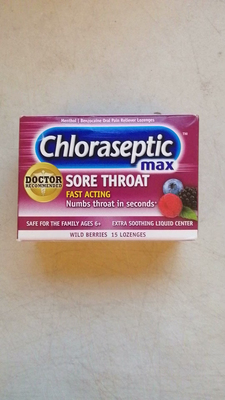 Menthol | Benzocaine Oral Pain Reliever Lozenges
Chloraseptic™
max
DOCTOR
RECOMMENDED
SORE THROAT
FAST ACTING
Numbs throat in seconds*
SAFE FOR THE FAMILY AGES 6+ EXTRA SOOTHING LIQUID CENTER
WILD BERRIES 15 LOZENGES